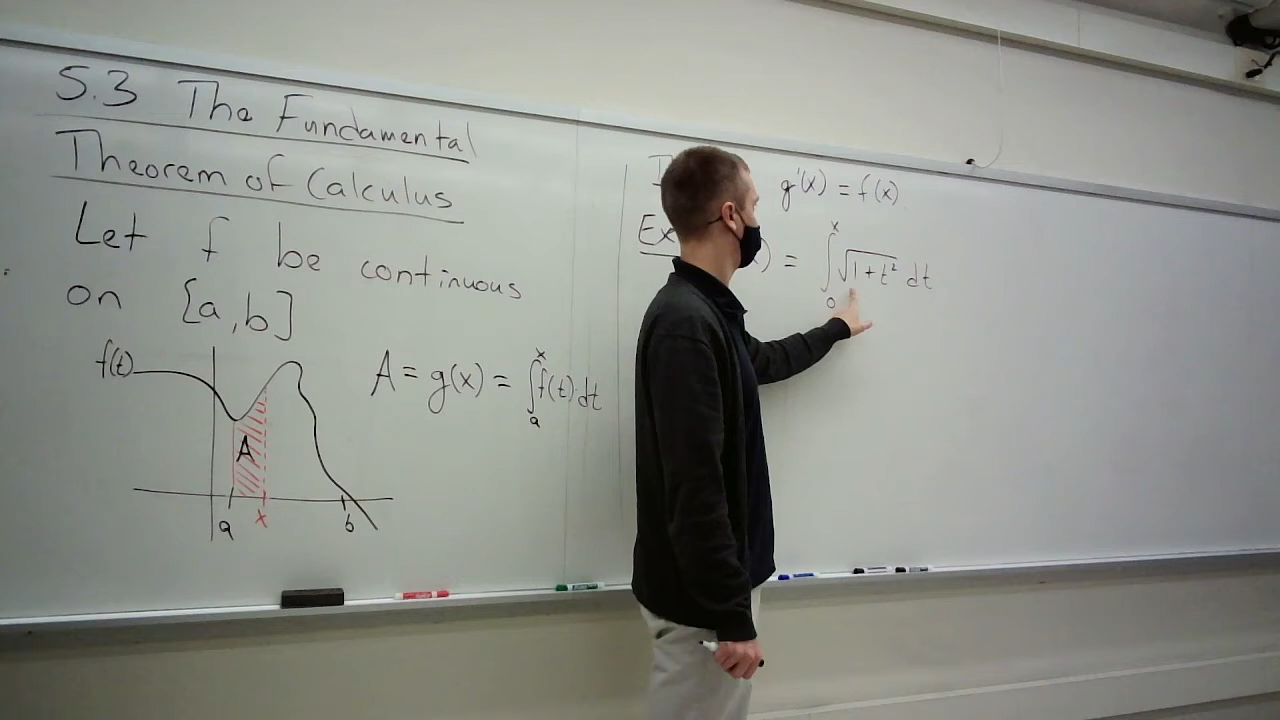 5.3 The Fundamental
Theorem of Calculus
Let f be continuous
on [a,b]
f(t)
A
a
x
b
A = g(x) = ∫ₐˣ f(t) dt
g'(x) = f(x)
Ex
) = ∫₀ˣ √(1+t²) dt